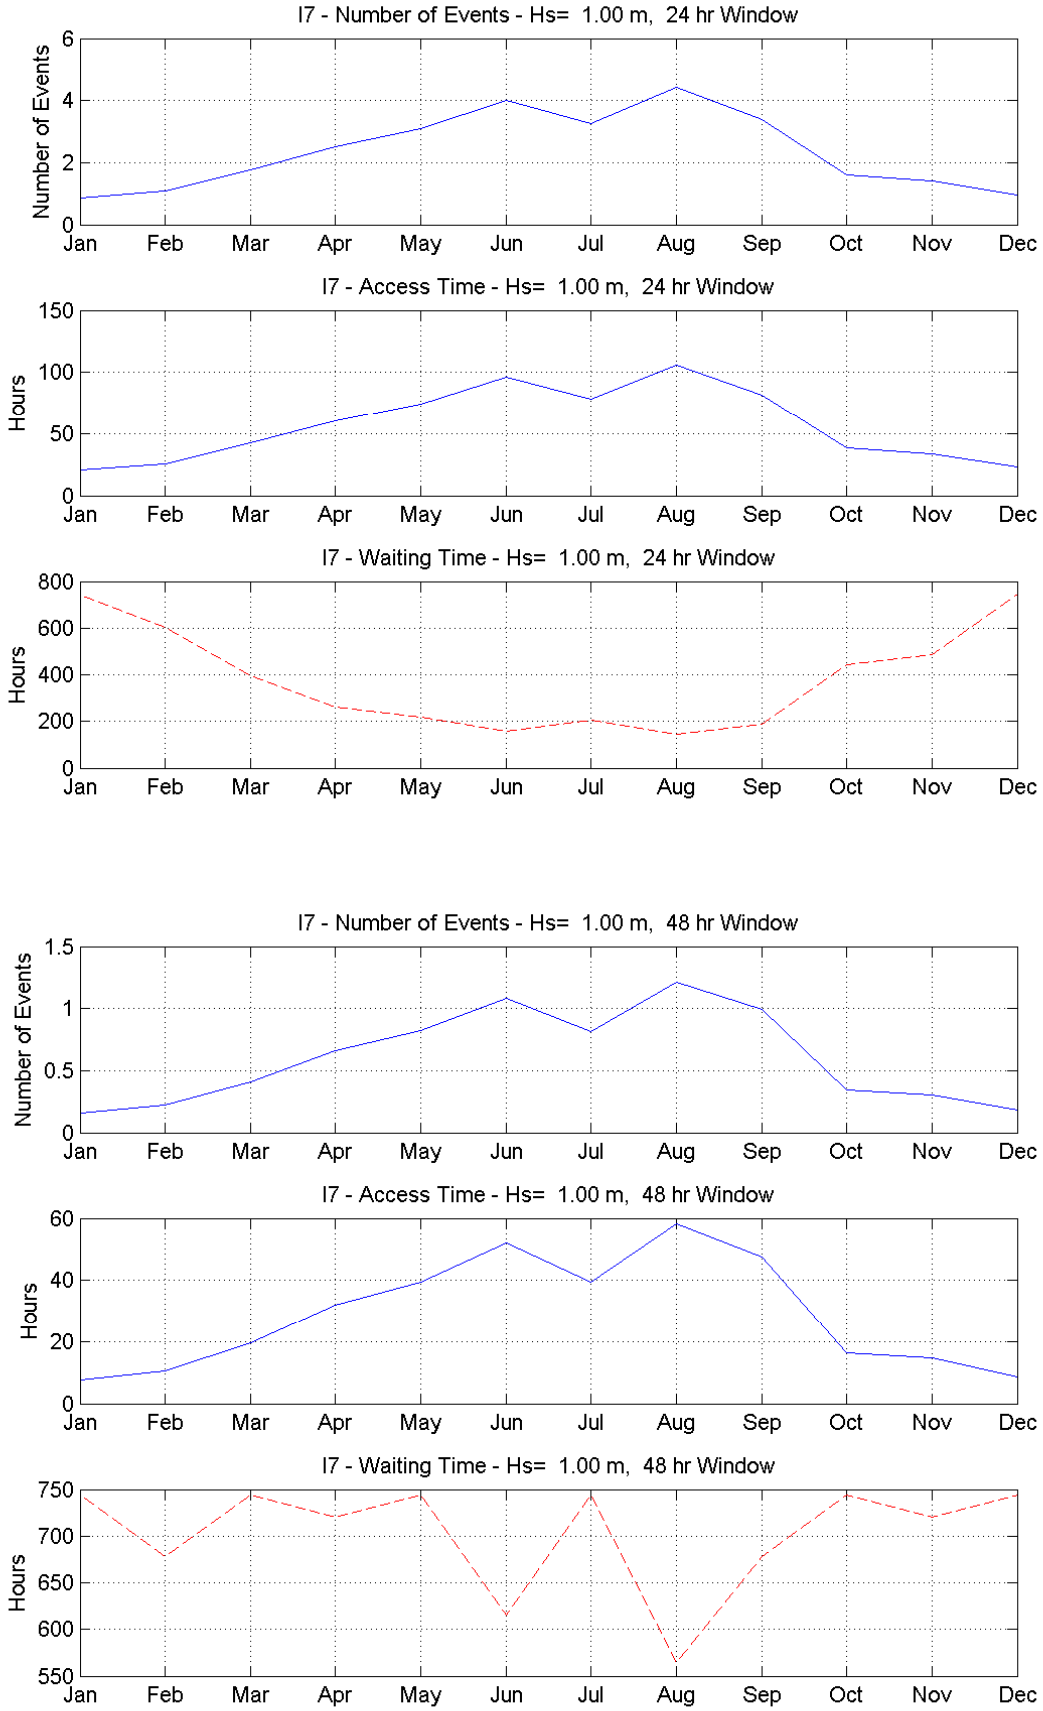 I7 - Number of Events - Hs=  1.00 m,  24 hr Window
Number of Events
6
4
2
0
Jan Feb Mar Apr May Jun Jul Aug Sep Oct Nov Dec
I7 - Access Time - Hs=  1.00 m,  24 hr Window
Hours
150
100
50
0
Jan Feb Mar Apr May Jun Jul Aug Sep Oct Nov Dec
I7 - Waiting Time - Hs=  1.00 m,  24 hr Window
Hours
800
600
400
200
0
Jan Feb Mar Apr May Jun Jul Aug Sep Oct Nov Dec
I7 - Number of Events - Hs=  1.00 m,  48 hr Window
Number of Events
1.5
1
0.5
0
Jan Feb Mar Apr May Jun Jul Aug Sep Oct Nov Dec
I7 - Access Time - Hs=  1.00 m,  48 hr Window
Hours
60
40
20
0
Jan Feb Mar Apr May Jun Jul Aug Sep Oct Nov Dec
I7 - Waiting Time - Hs=  1.00 m,  48 hr Window
Hours
750
700
650
600
550
Jan Feb Mar Apr May Jun Jul Aug Sep Oct Nov Dec